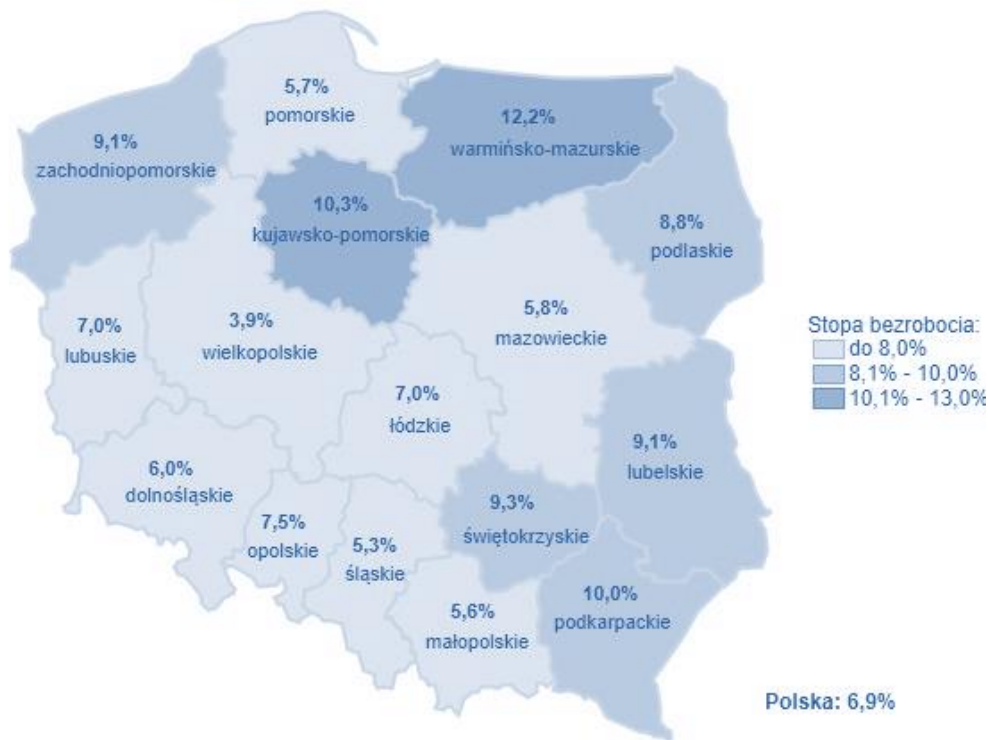 5,7%
pomorskie
12,2%
warmińsko-mazurskie
9,1%
zachodniopomorskie
10,3%
kujawsko-pomorskie
8,8%
podlaskie
7,0%
lubuskie
3,9%
wielkopolskie
5,8%
mazowieckie
7,0%
łódzkie
6,0%
dolnośląskie
7,5%
opolskie
5,3%
śląskie
9,3%
świętokrzyskie
9,1%
lubelskie
5,6%
małopolskie
10,0%
podkarpackie
Stopa bezrobocia:
do 8,0%
8,1% - 10,0%
10,1% - 13,0%
Polska: 6,9%